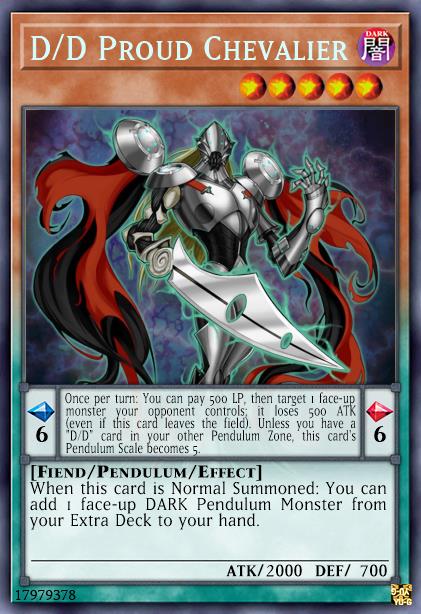 D/D Proud Chevalier
DARK
闇
Once per turn: You can pay 500 LP, then target 1 face-up
monster your opponent controls; it loses 500 ATK
(even if this card leaves the field). Unless you have a
"D/D" card in your other Pendulum Zone, this card's
Pendulum Scale becomes 5.
6
6
[Fiend/Pendulum/Effect]
When this card is Normal Summoned: You can
add 1 face-up DARK Pendulum Monster from
your Extra Deck to your hand.
ATK/2000 DEF/ 700
17979378